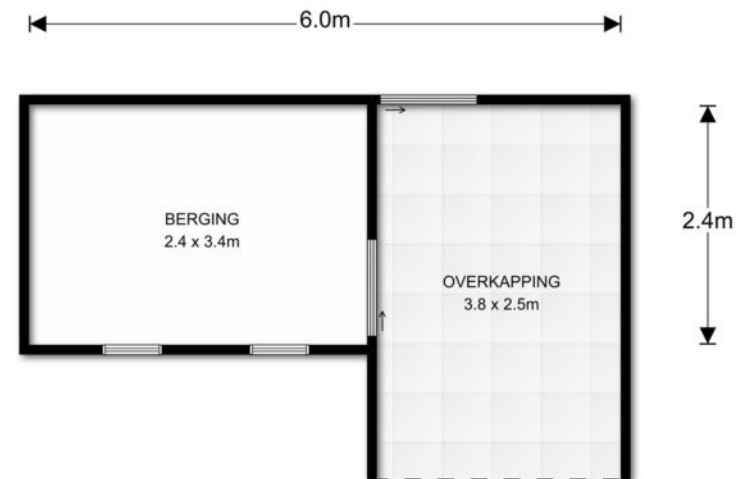 6.0m
BERGING
2.4 x 3.4m
2.4m
OVERKAPPING
3.8 x 2.5m